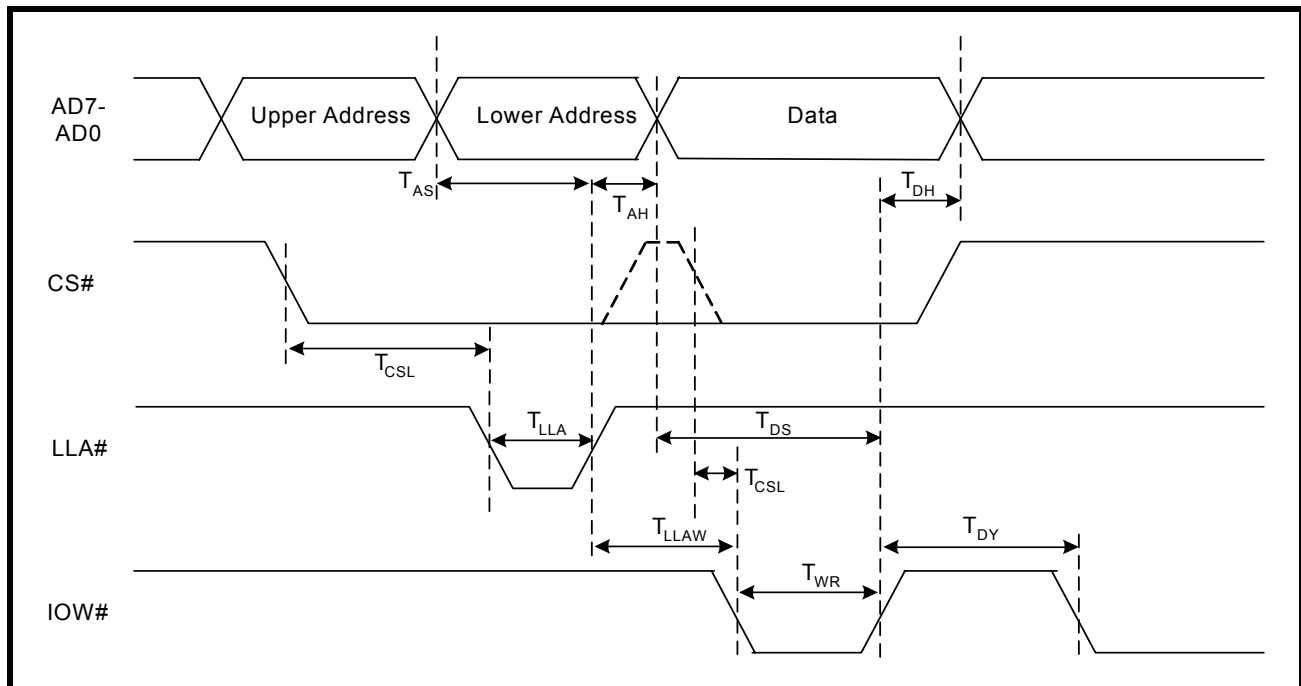 AD7-
AD0
Upper Address
Lower Address
Data
TAS
TAH
TDH
CS#
TCSL
LLA#
TLLA
TDS
TCSL
TLLAW
TDY
IOW#
TWR